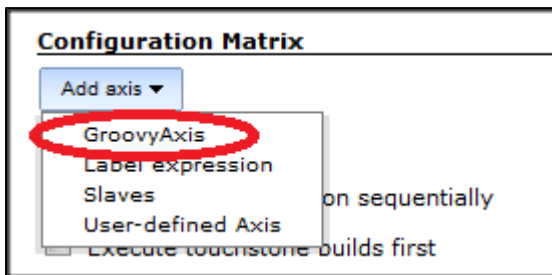 Configuration Matrix
Add axis
GroovyAxis
Label expression
Slaves
on sequentially
User-defined Axis
Execute touchstone builds first